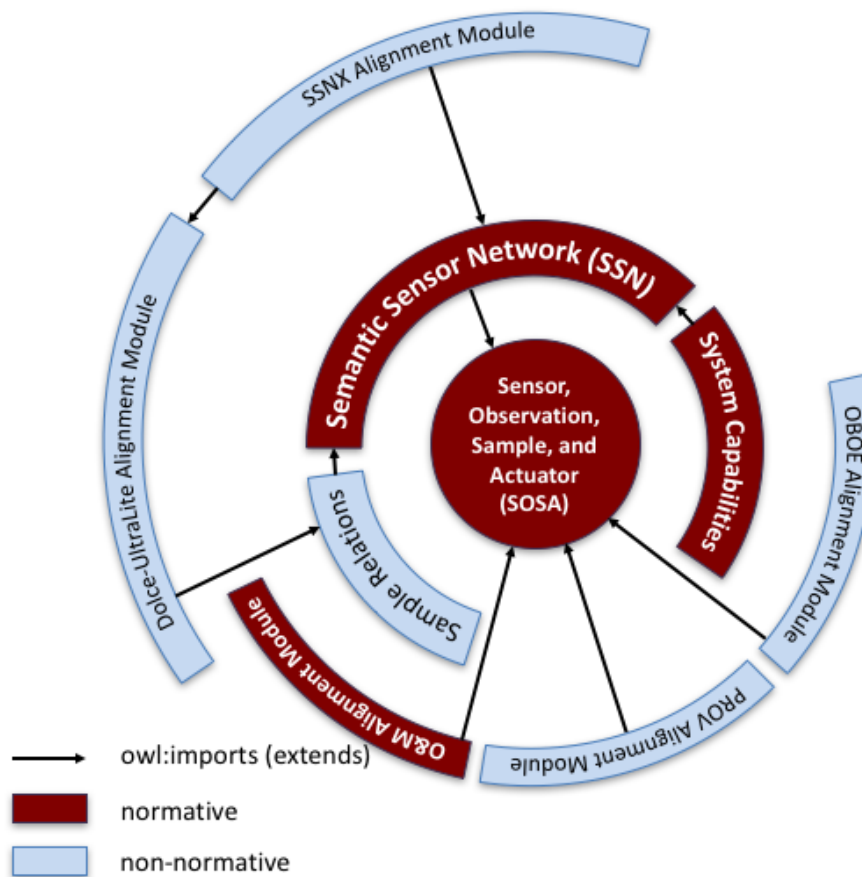 SSNX Alignment Module
Dolce-UltraLite Alignment Module
Semantic Sensor Network (SSN)
System Capabilities
Sensor,
Observation,
Sample, and
Actuator
(SOSA)
OBOE Alignment Module
Sample Relations
O&M Alignment Module
PROV Alignment Module
owl:imports (extends)
normative
non-normative